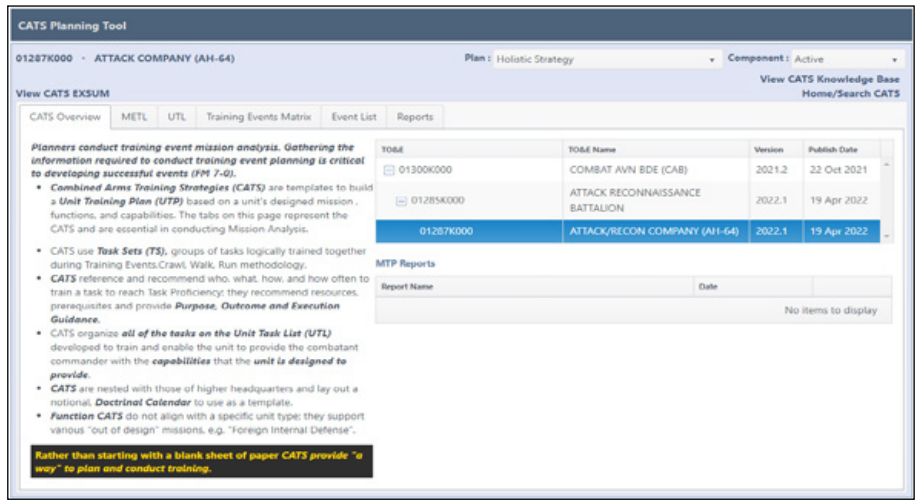 CATS Planning Tool
01287K000 - ATTACK COMPANY (AH-64)
Plan : Holistic Strategy
Component : Active
View CATS Knowledge Base
View CATS EXSUM
Home/Search CATS
CATS Overview METL UTL Training Events Matrix Event List Reports
Planners conduct training event mission analysis. Gathering the
information required to conduct training event planning is critical
to developing successful events (FM 7-0).
• Combined Arms Training Strategies (CATS) are templates to build
a Unit Training Plan (UTP) based on a unit's designed mission ,
functions, and capabilities. The tabs on this page represent the
CATS and are essential in conducting Mission Analysis.
• CATS use Task Sets (TS), groups of tasks logically trained together
during Training Events.Crawl, Walk, Run methodology.
• CATS reference and recommend who, what, how, and how often to
train a task to reach Task Proficiency; they recommend resources,
prerequisites and provide Purpose, Outcome and Execution
Guidance.
• CATS organize all of the tasks on the Unit Task List (UTL)
developed to train and enable the unit to provide the combatant
commander with the capabilities that the unit is designed to
provide.
• CATS are nested with those of higher headquarters and lay out a
notional, Doctrinal Calendar to use as a template.
• Function CATS do not align with a specific unit type; they support
various "out of design" missions, e.g. "Foreign Internal Defense".
Rather than starting with a blank sheet of paper CATS provide "a
way" to plan and conduct training.
TO&E TO&E Name Version Publish Date
01300K000 COMBAT AVN BDE (CAB) 2021.2 22 Oct 2021
01285K000 ATTACK RECONNAISSANCE
BATTALION 2022.1 19 Apr 2022
01287K000 ATTACK/RECON COMPANY (AH-64) 2022.1 19 Apr 2022
MTP Reports
Report Name Date
No items to display